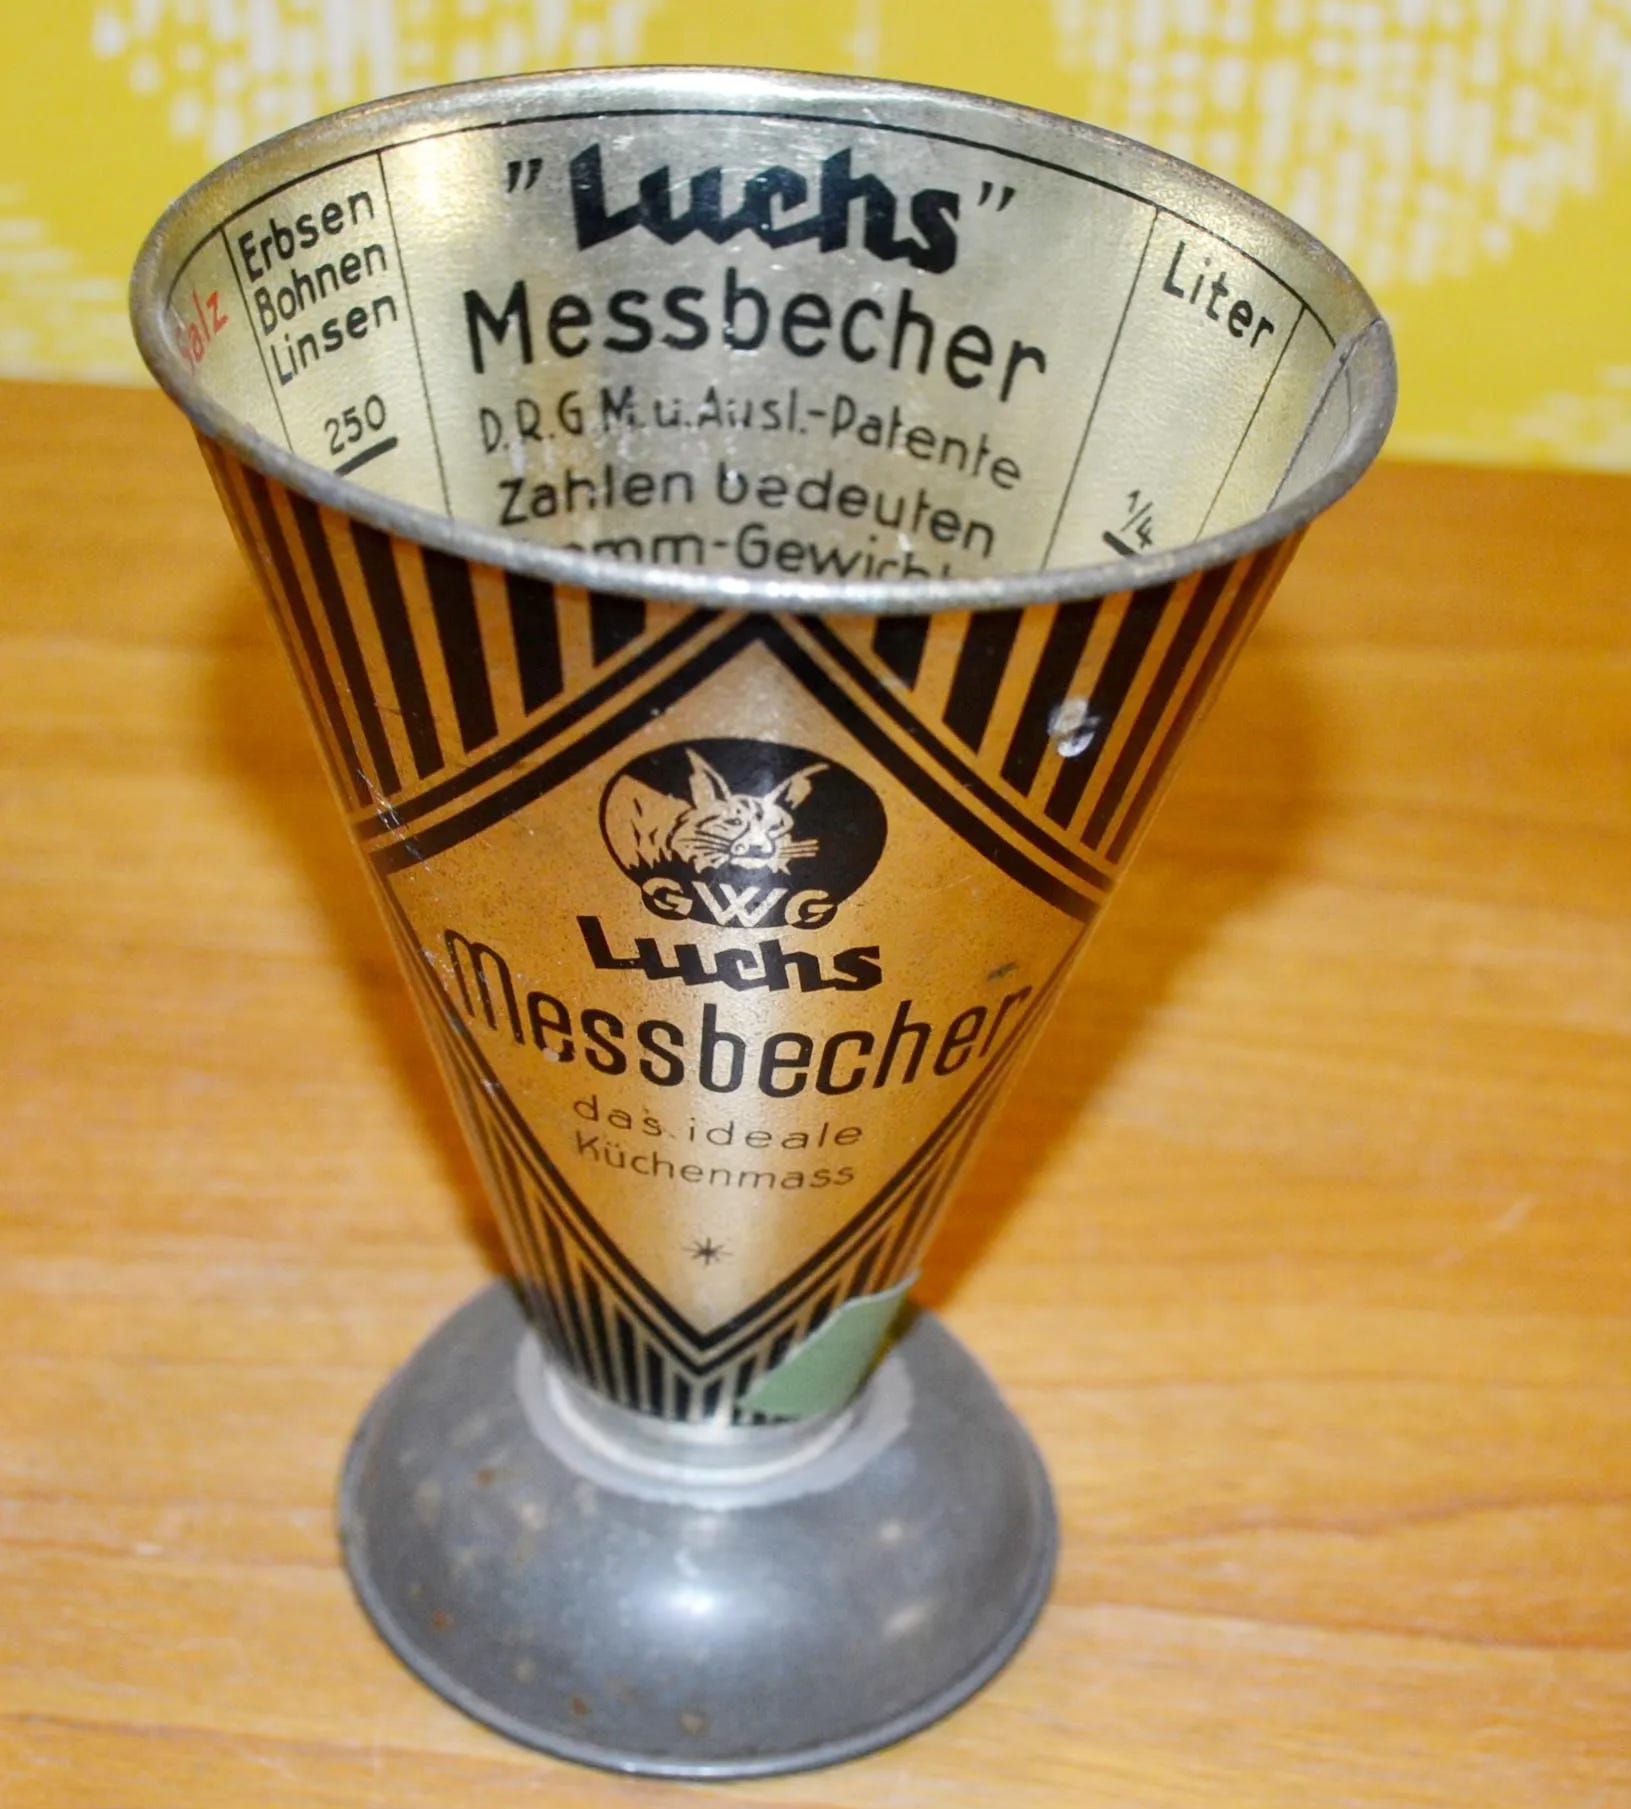 Salz
Erbsen
Bohnen
Linsen
250
"Luchs"
Messbecher
D.R.G.M.u.Ausl.-Patente
Zahlen bedeuten
Liter
1/4
GWG
Luchs
Messbecher
das ideale
Küchenmass